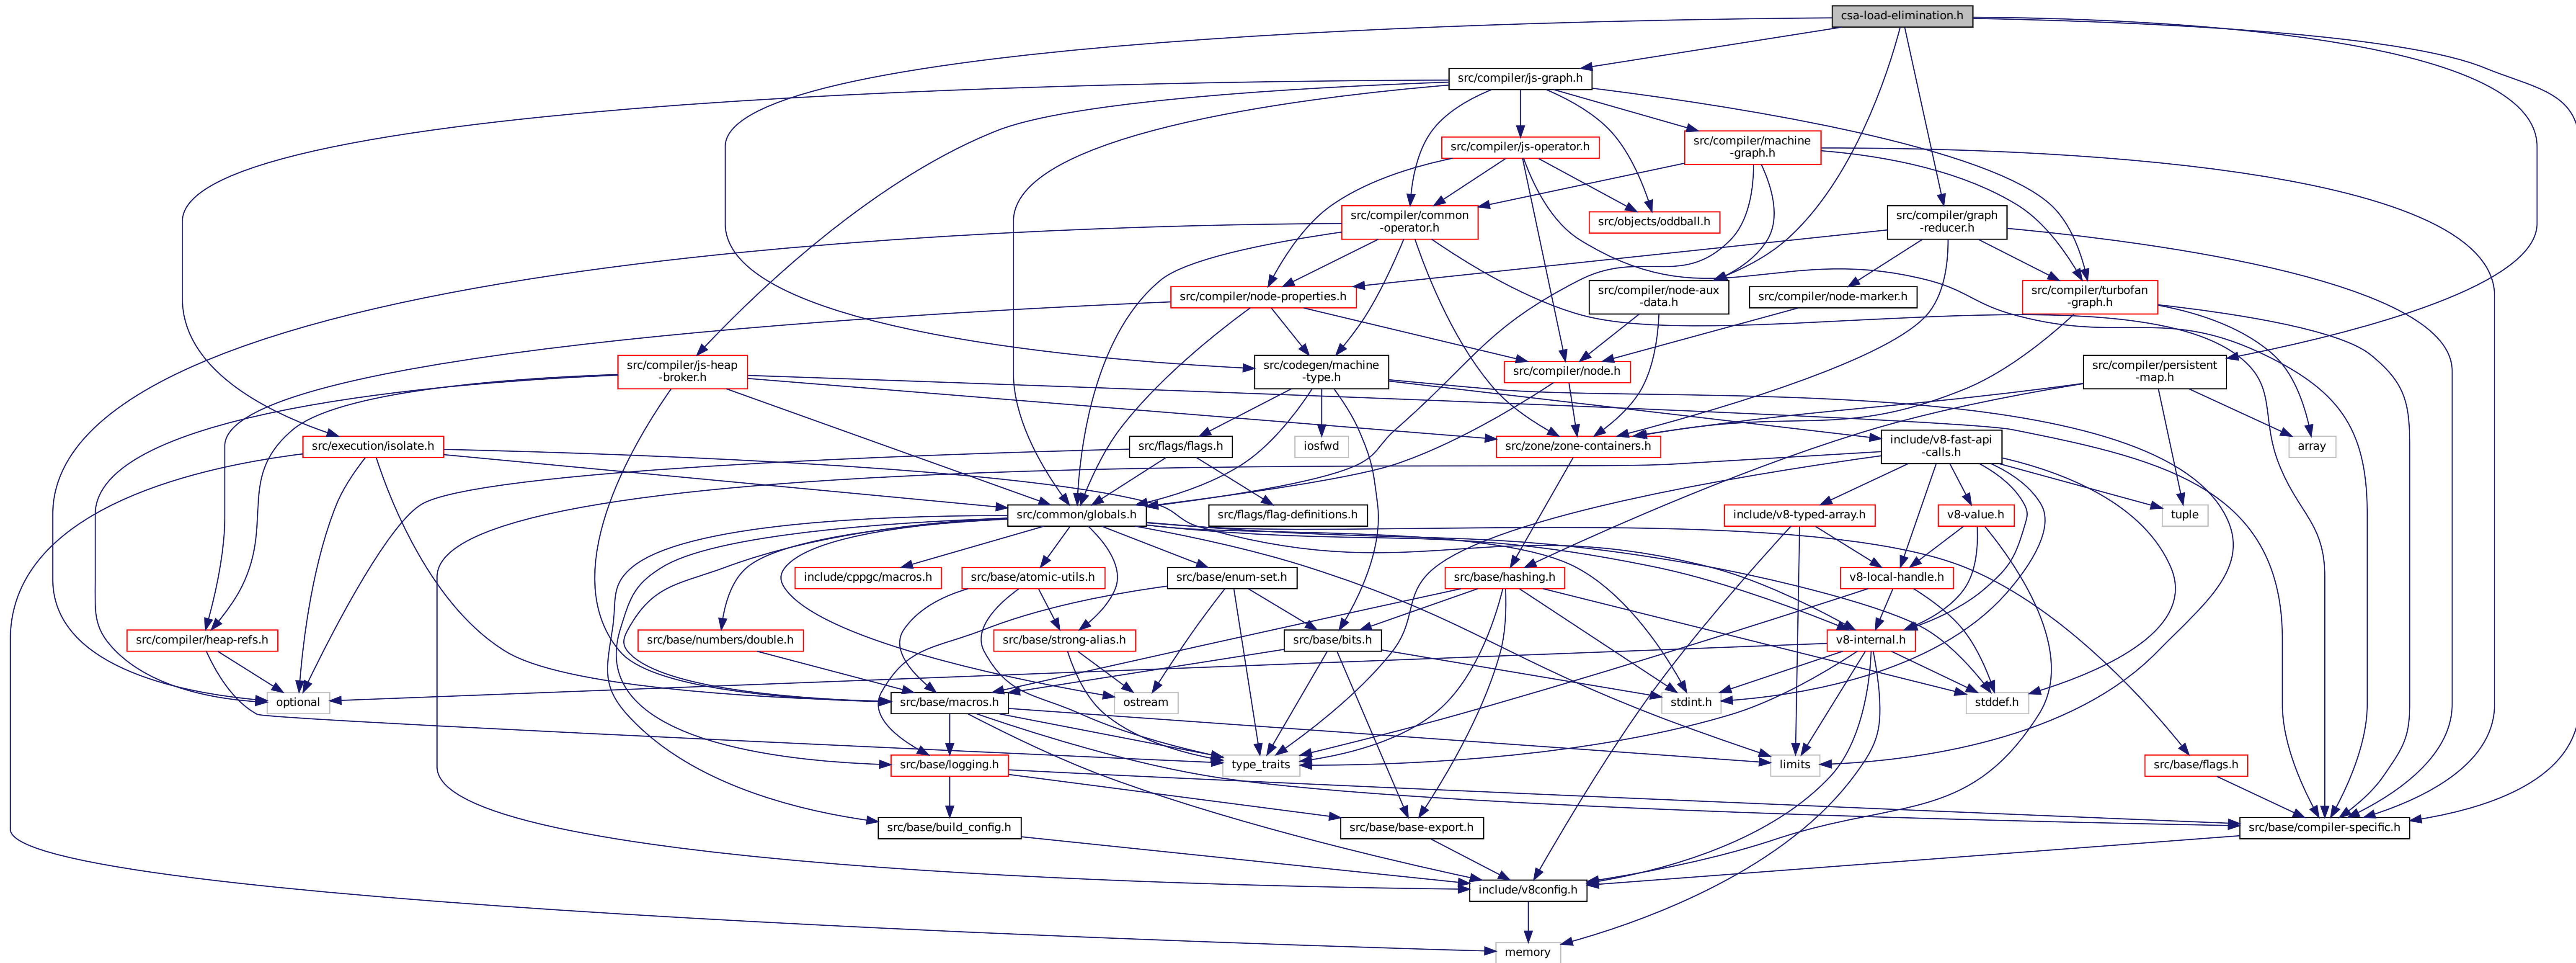 csa-load-elimination.h
src/compiler/js-graph.h
src/compiler/js-operator.h
src/compiler/machine
-graph.h
src/compiler/common
-operator.h
src/objects/oddball.h
src/compiler/graph
-reducer.h
src/compiler/node-properties.h
src/compiler/node-aux
-data.h
src/compiler/node-marker.h
src/compiler/turbofan
-graph.h
src/compiler/js-heap
-broker.h
src/codegen/machine
-type.h
src/compiler/node.h
src/compiler/persistent
-map.h
src/execution/isolate.h
src/flags/flags.h
iosfwd
src/zone/zone-containers.h
include/v8-fast-api
-calls.h
array
src/common/globals.h
src/flags/flag-definitions.h
include/v8-typed-array.h
v8-value.h
tuple
include/cppgc/macros.h
src/base/atomic-utils.h
src/base/enum-set.h
src/base/hashing.h
v8-local-handle.h
src/compiler/heap-refs.h
src/base/numbers/double.h
src/base/strong-alias.h
src/base/bits.h
v8-internal.h
optional
src/base/macros.h
ostream
stdint.h
stddef.h
src/base/logging.h
type_traits
limits
src/base/flags.h
src/base/build_config.h
src/base/base-export.h
src/base/compiler-specific.h
include/v8config.h
memory